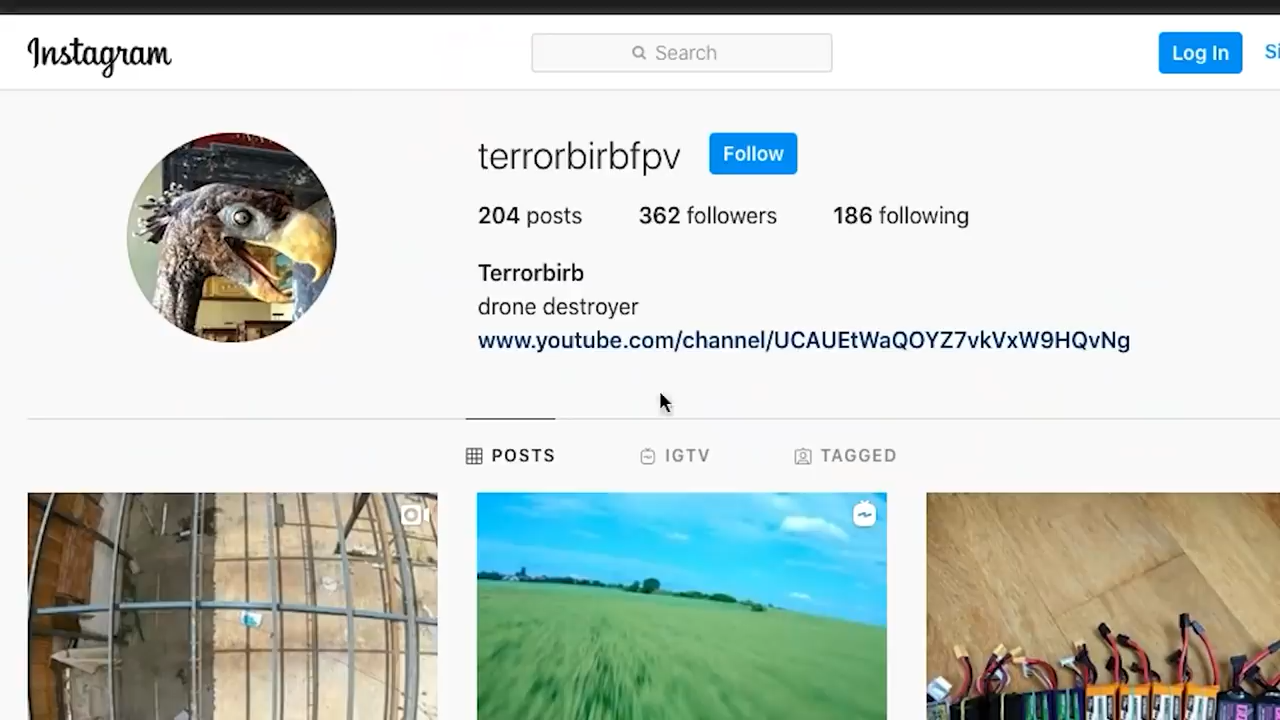 Instagram
Search
Log In
Si
terrorbirbfpv
Follow
204 posts
362 followers
186 following
Terrorbirb
drone destroyer
www.youtube.com/channel/UCAUEtWaQOYZ7vkVxW9HQvNg
POSTS
IGTV
TAGGED